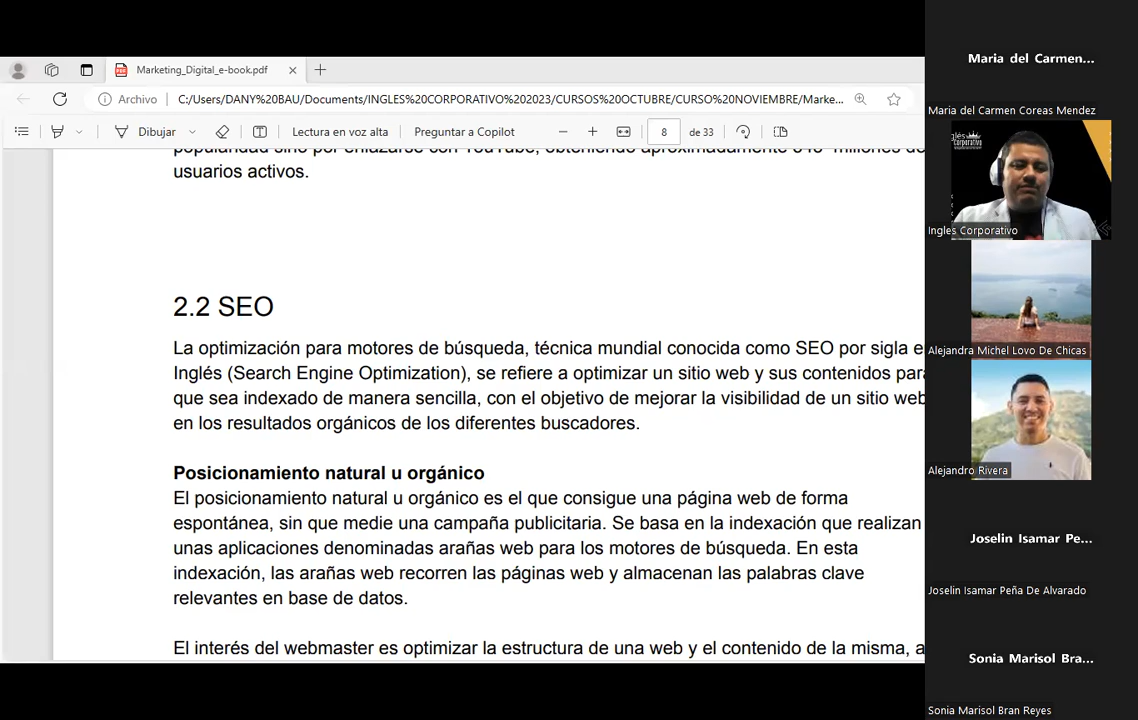 Marketing_Digital_e-book.pdf
Archivo
C:/Users/DANY%20BAU/Documents/INGLES%20CORPORATIVO%202023/CURSOS%20OCTUBRE/CURSO%20NOVIEMBRE/Marke...
Dibujar
Lectura en voz alta
Preguntar a Copilot
8
de 33
usuarios activos.
2.2 SEO
La optimización para motores de búsqueda, técnica mundial conocida como SEO por sigla e
Inglés (Search Engine Optimization), se refiere a optimizar un sitio web y sus contenidos para
que sea indexado de manera sencilla, con el objetivo de mejorar la visibilidad de un sitio web
en los resultados orgánicos de los diferentes buscadores.
Posicionamiento natural u orgánico
El posicionamiento natural u orgánico es el que consigue una página web de forma
espontánea, sin que medie una campaña publicitaria. Se basa en la indexación que realizan
unas aplicaciones denominadas arañas web para los motores de búsqueda. En esta
indexación, las arañas web recorren las páginas web y almacenan las palabras clave
relevantes en base de datos.
El interés del webmaster es optimizar la estructura de una web y el contenido de la misma, a
Maria del Carmen...
Maria del Carmen Coreas Mendez
Ingles Corporativo
Alejandra Michel Lovo De Chicas
Alejandro Rivera
Joselin Isamar Pe...
Joselin Isamar Peña De Alvarado
Sonia Marisol Bra...
Sonia Marisol Bran Reyes